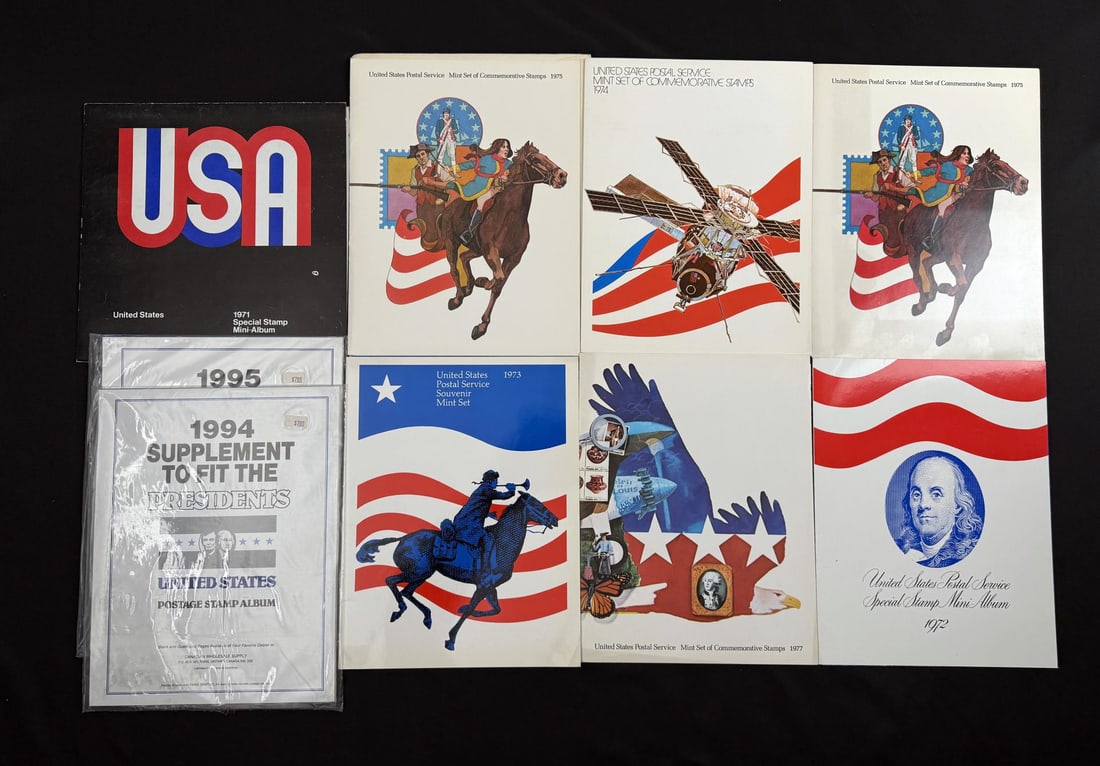 USA
United States
1971
Special Stamp
Mini-Album
United States Postal Service Mint Set of Commemorative Stamps 1975
UNITED STATES POSTAL SERVICE
MINT SET OF COMMEMORATIVE STAMPS
1974
United States Postal Service Mint Set of Commemorative Stamps 1975
1995
1994
SUPPLEMENT
TO FIT THE
PRESIDENTS
UNITED STATES
POSTAGE STAMP ALBUM
CANADIAN WHOLESALE SUPPLY
United States 1973
Postal Service
Souvenir
Mint Set
Louis
United States Postal Service Mint Set of Commemorative Stamps 1977
United States Postal Service
Special Stamp Mini Album
1972